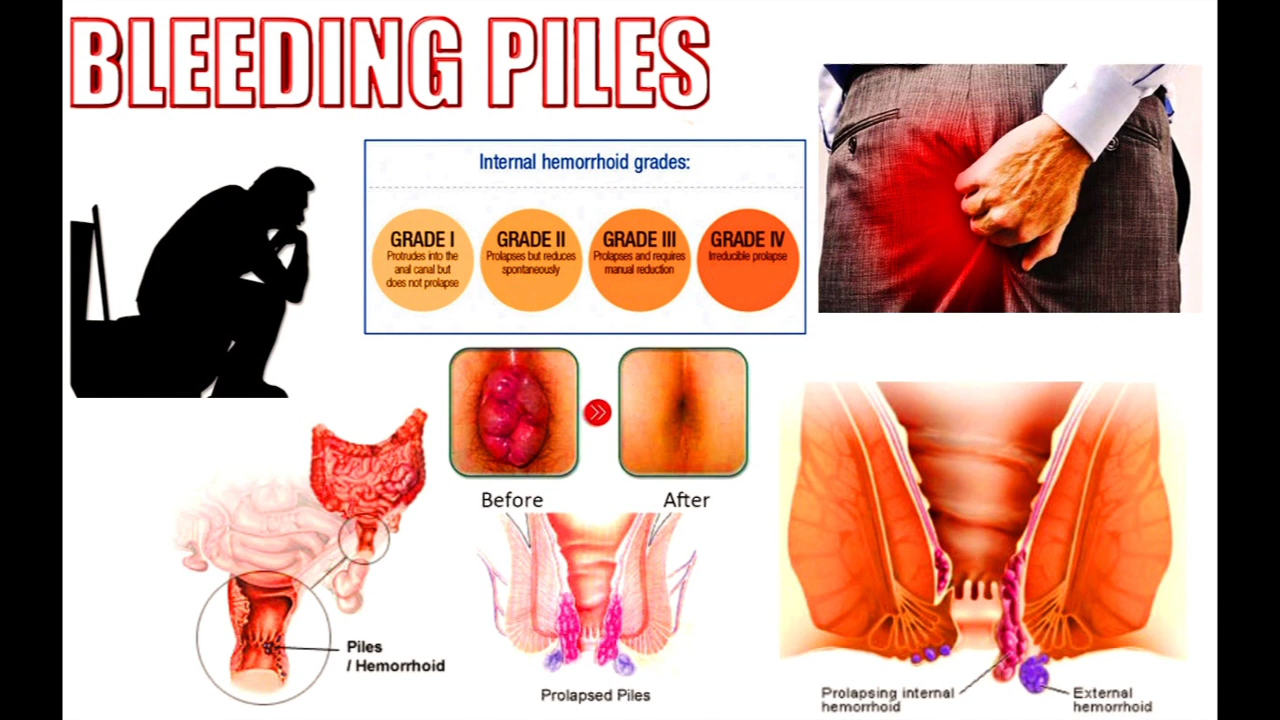 BLEEDING PILES
Internal hemorrhoid grades:
GRADE I
Protrudes into the
anal canal but
does not prolapse
GRADE II
Prolapses but reduces
spontaneously
GRADE III
Prolapses and requires
manual reduction
GRADE IV
Irreducible prolapse
Before
After
Piles
/ Hemorrhoid
Prolapsed Piles
Prolapsing internal
hemorrhoid
External
hemorrhoid